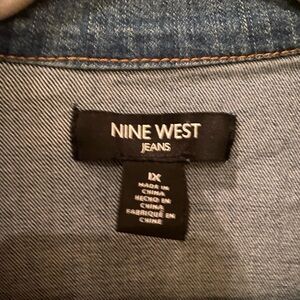 NINE WEST
JEANS
1X
MADE IN
CHINA
HECHO EN
CHINA
FABRIQUÉ EN
CHINE